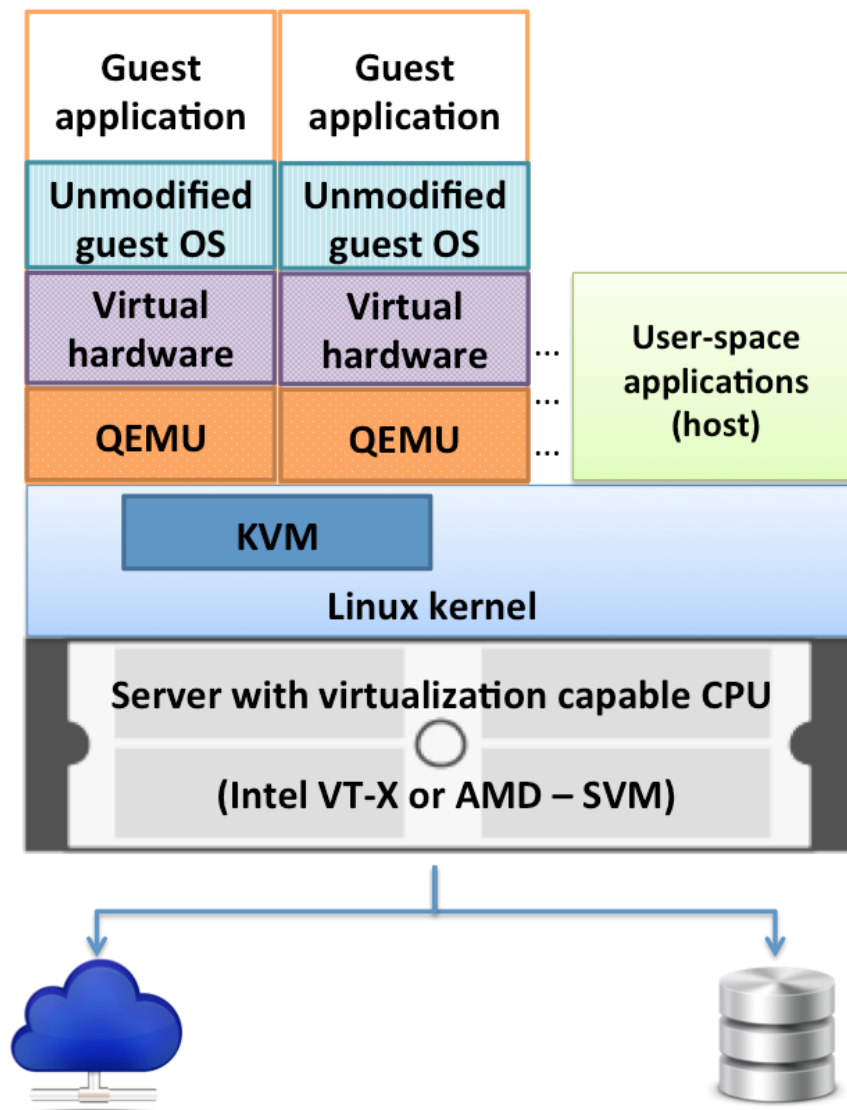 Guest
application
Guest
application
Unmodified
guest OS
Unmodified
guest OS
Virtual
hardware
Virtual
hardware
...
User-space
applications
(host)
...
QEMU
QEMU
...
KVM
Linux kernel
Server with virtualization capable CPU
(Intel VT-X or AMD – SVM)